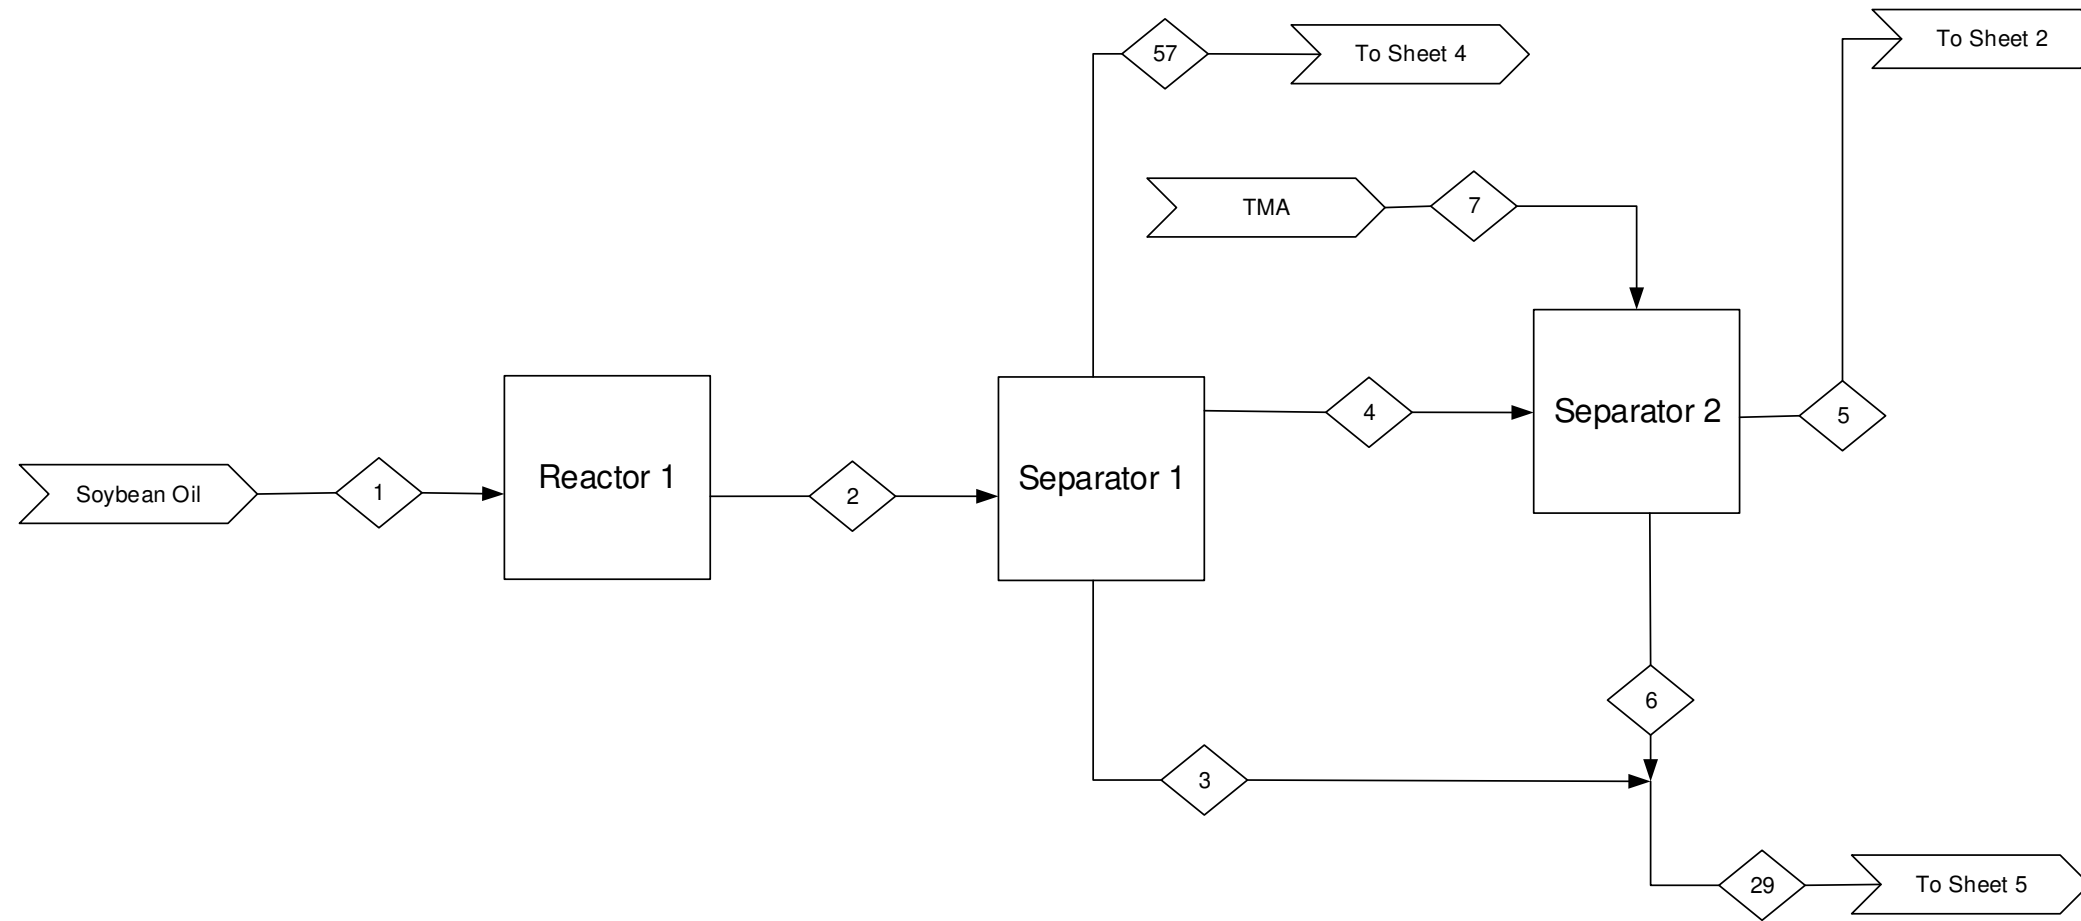 To Sheet 2
57
To Sheet 4
TMA
7
4
Separator 2
5
Soybean Oil
1
Reactor 1
2
Separator 1
6
3
29
To Sheet 5